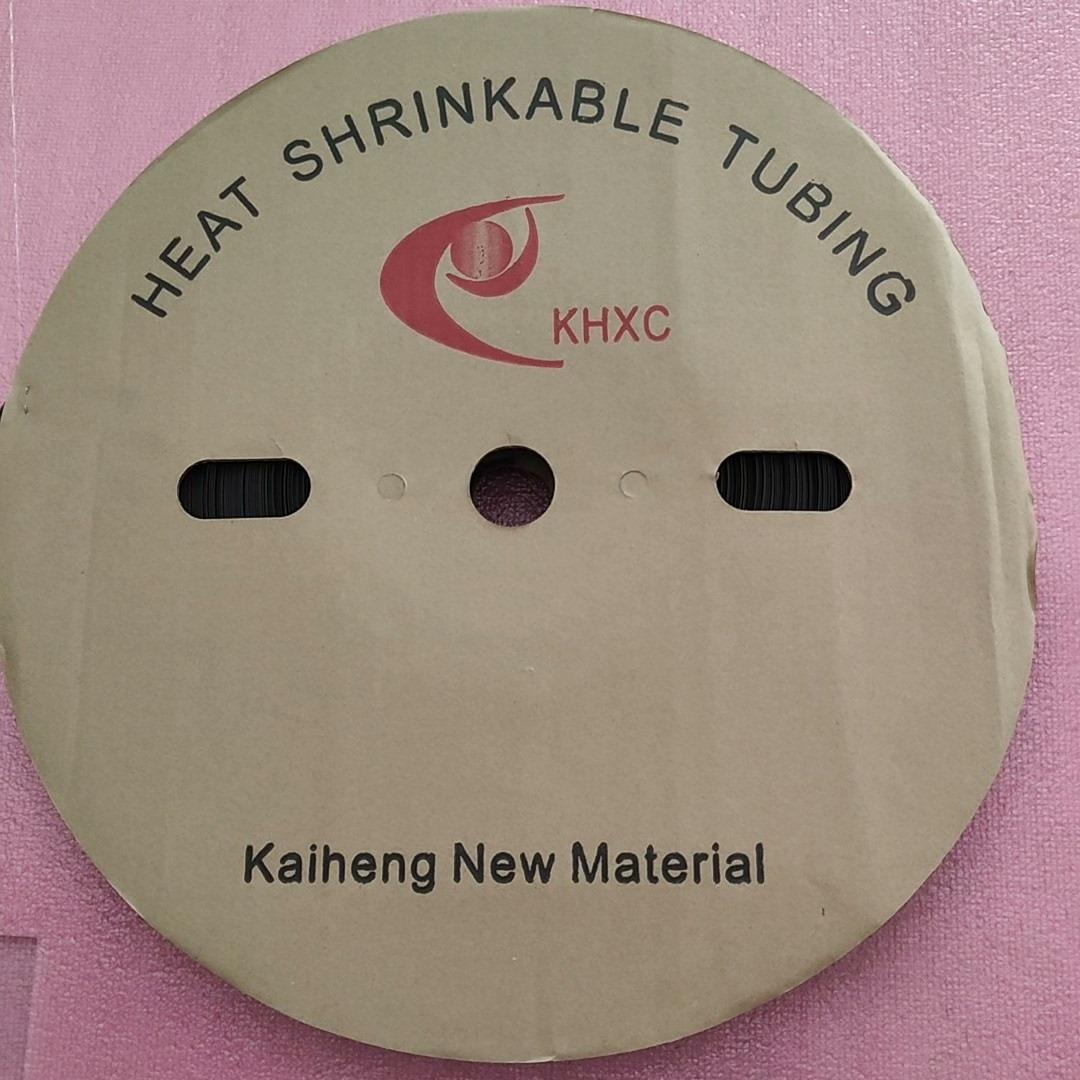 HEAT SHRINKABLE TUBING
KHXC
Kaiheng New Material